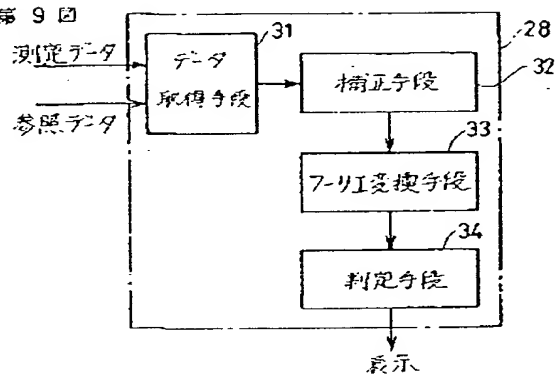 第9図
31
28
測定データ
データ
取得手段
参照データ
32
補正手段
33
フーリエ変換手段
34
判定手段
表示